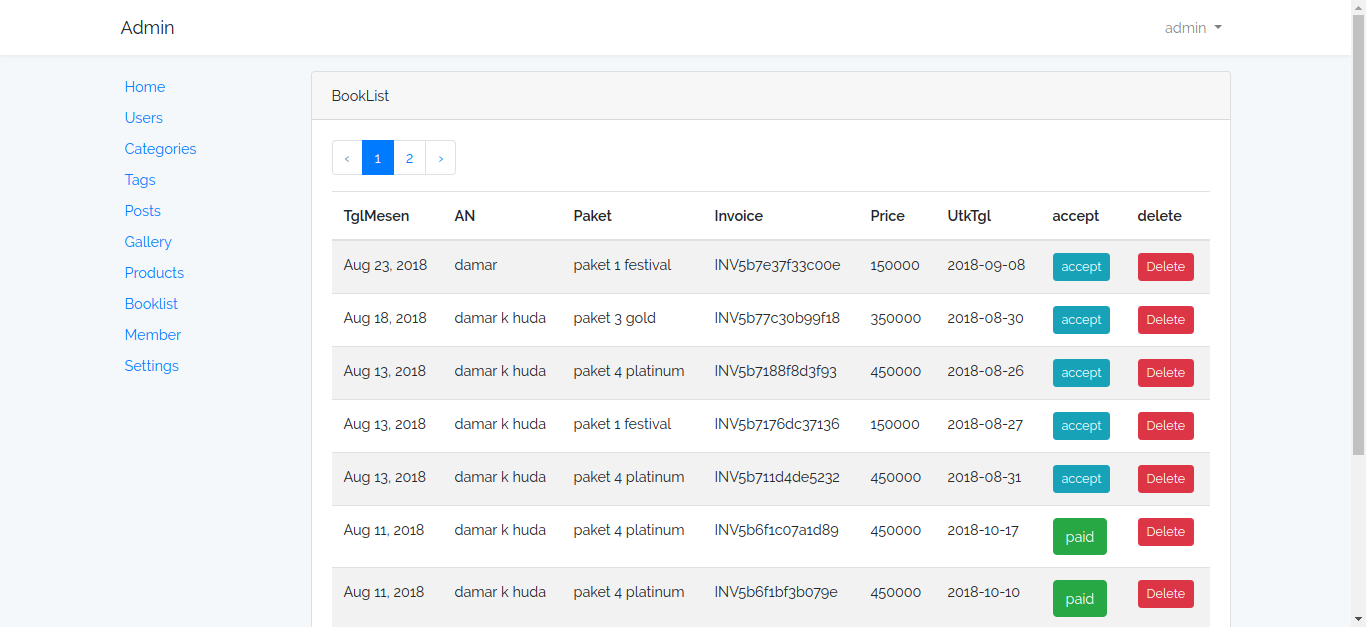 Admin
admin
Home
Users
Categories
Tags
Posts
Gallery
Products
Booklist
Member
Settings
BookList
‹ 1 2 ›
TglMesen AN Paket Invoice Price UtkTgl accept delete
Aug 23, 2018 damar paket 1 festival INV5b7e37f33c00e 150000 2018-09-08 accept Delete
Aug 18, 2018 damar k huda paket 3 gold INV5b77c30b99f18 350000 2018-08-30 accept Delete
Aug 13, 2018 damar k huda paket 4 platinum INV5b7188f8d3f93 450000 2018-08-26 accept Delete
Aug 13, 2018 damar k huda paket 1 festival INV5b7176dc37136 150000 2018-08-27 accept Delete
Aug 13, 2018 damar k huda paket 4 platinum INV5b711d4de5232 450000 2018-08-31 accept Delete
Aug 11, 2018 damar k huda paket 4 platinum INV5b6f1c07a1d89 450000 2018-10-17 paid Delete
Aug 11, 2018 damar k huda paket 4 platinum INV5b6f1bf3b079e 450000 2018-10-10 paid Delete